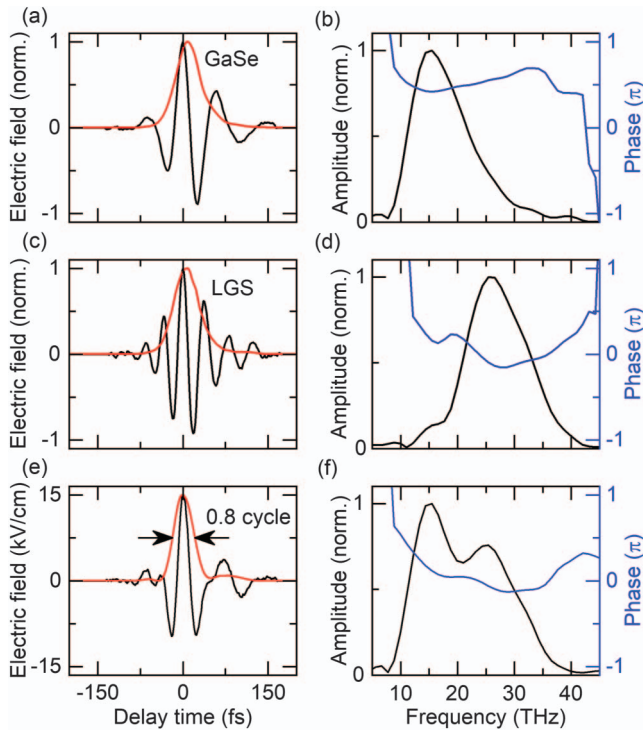 (a)
Electric field (norm.)
1
0
-1
GaSe
(b)
Amplitude (norm.)
1
0
1
0
-1
Phase (π)
(c)
Electric field (norm.)
1
0
-1
LGS
(d)
Amplitude (norm.)
1
0
1
0
-1
Phase (π)
(e)
Electric field (kV/cm)
15
0
-15
0.8 cycle
-150 0 150
Delay time (fs)
(f)
Amplitude (norm.)
1
0
1
0
-1
Phase (π)
10 20 30 40
Frequency (THz)